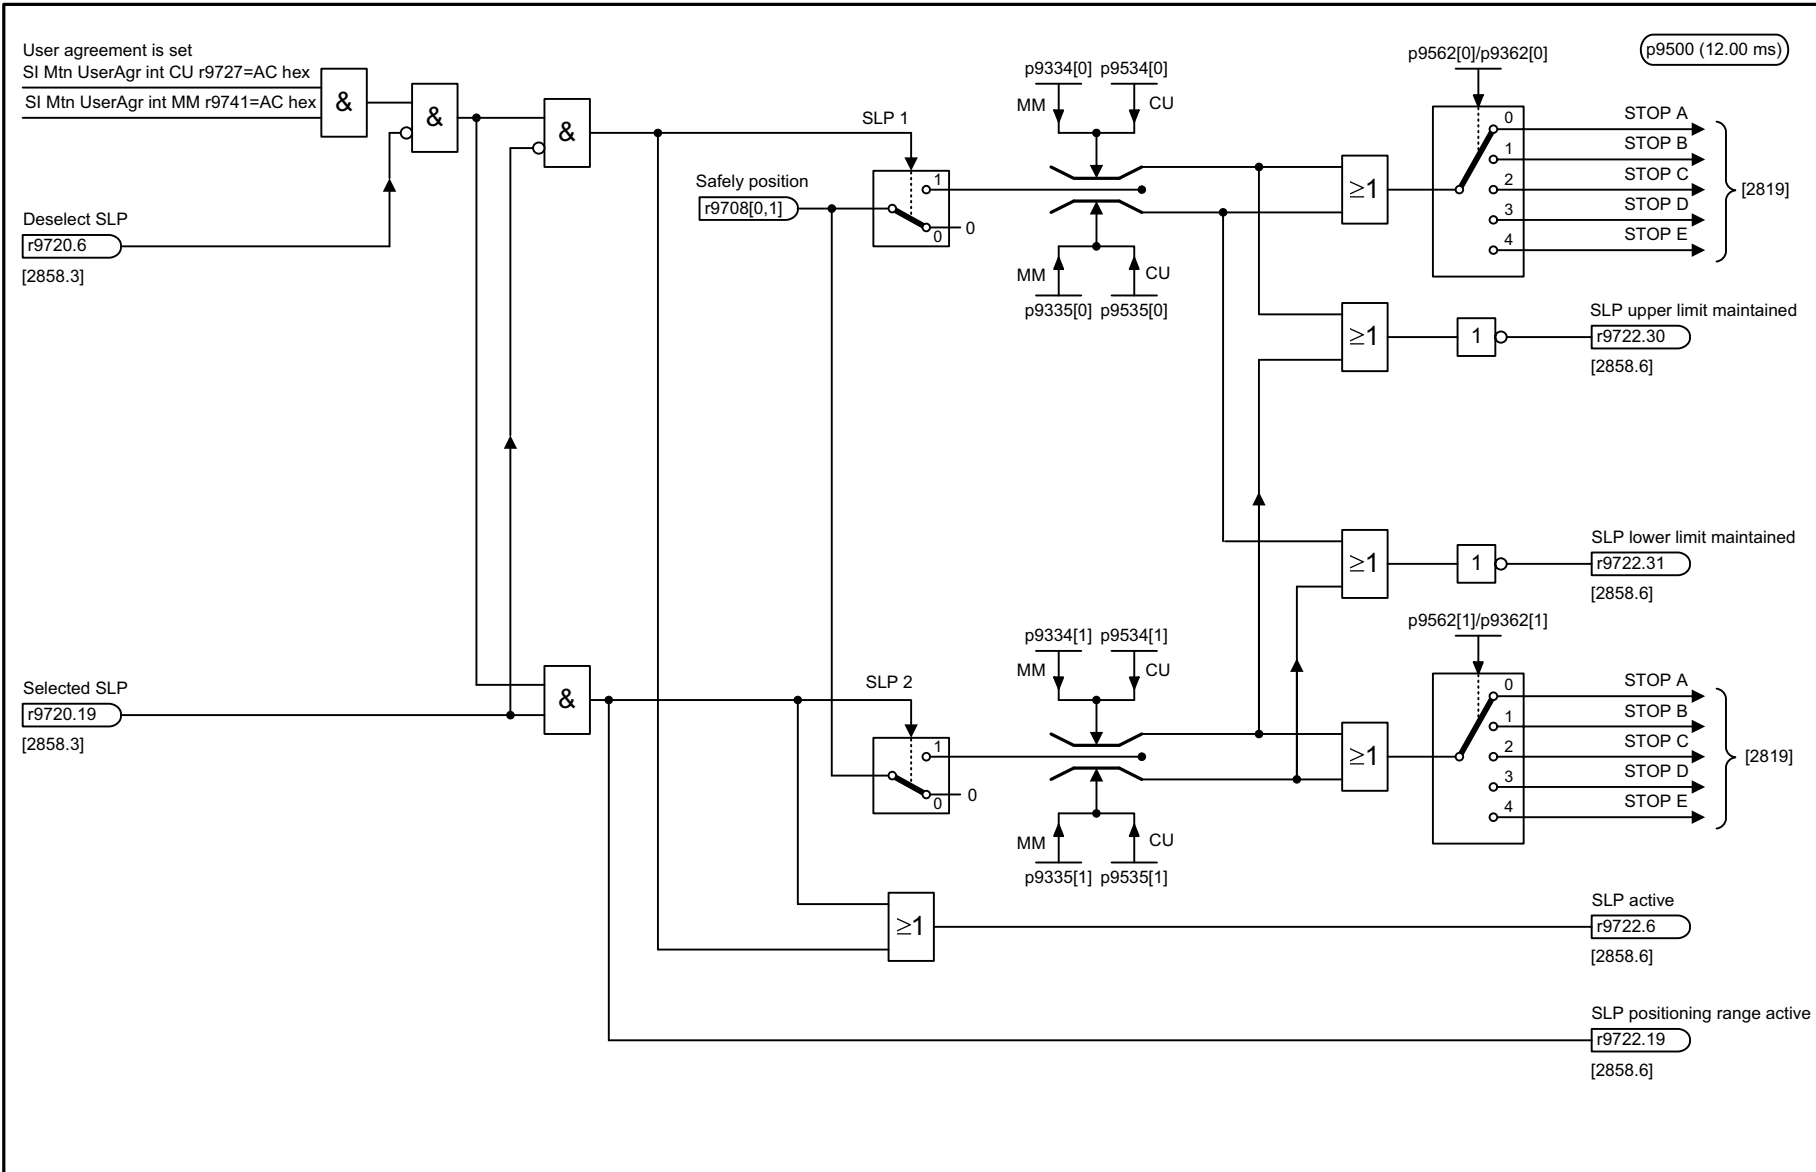 User agreement is set
SI Mtn UserAgr int CU r9727=AC hex
SI Mtn UserAgr int MM r9741=AC hex
&
&
&
Deselect SLP
r9720.6
[2858.3]
Selected SLP
r9720.19
[2858.3]
&
Safely position
r9708[0,1]
SLP 1
1
0
0
p9334[0] p9534[0]
MM
CU
MM
CU
p9335[0] p9535[0]
≥1
p9562[0]/p9362[0]
0
1
2
3
4
STOP A
STOP B
STOP C
STOP D
STOP E
[2819]
p9500 (12.00 ms)
≥1
1
SLP upper limit maintained
r9722.30
[2858.6]
≥1
1
SLP lower limit maintained
r9722.31
[2858.6]
SLP 2
1
0
0
p9334[1] p9534[1]
MM
CU
MM
CU
p9335[1] p9535[1]
≥1
p9562[1]/p9362[1]
0
1
2
3
4
STOP A
STOP B
STOP C
STOP D
STOP E
[2819]
≥1
SLP active
r9722.6
[2858.6]
SLP positioning range active
r9722.19
[2858.6]